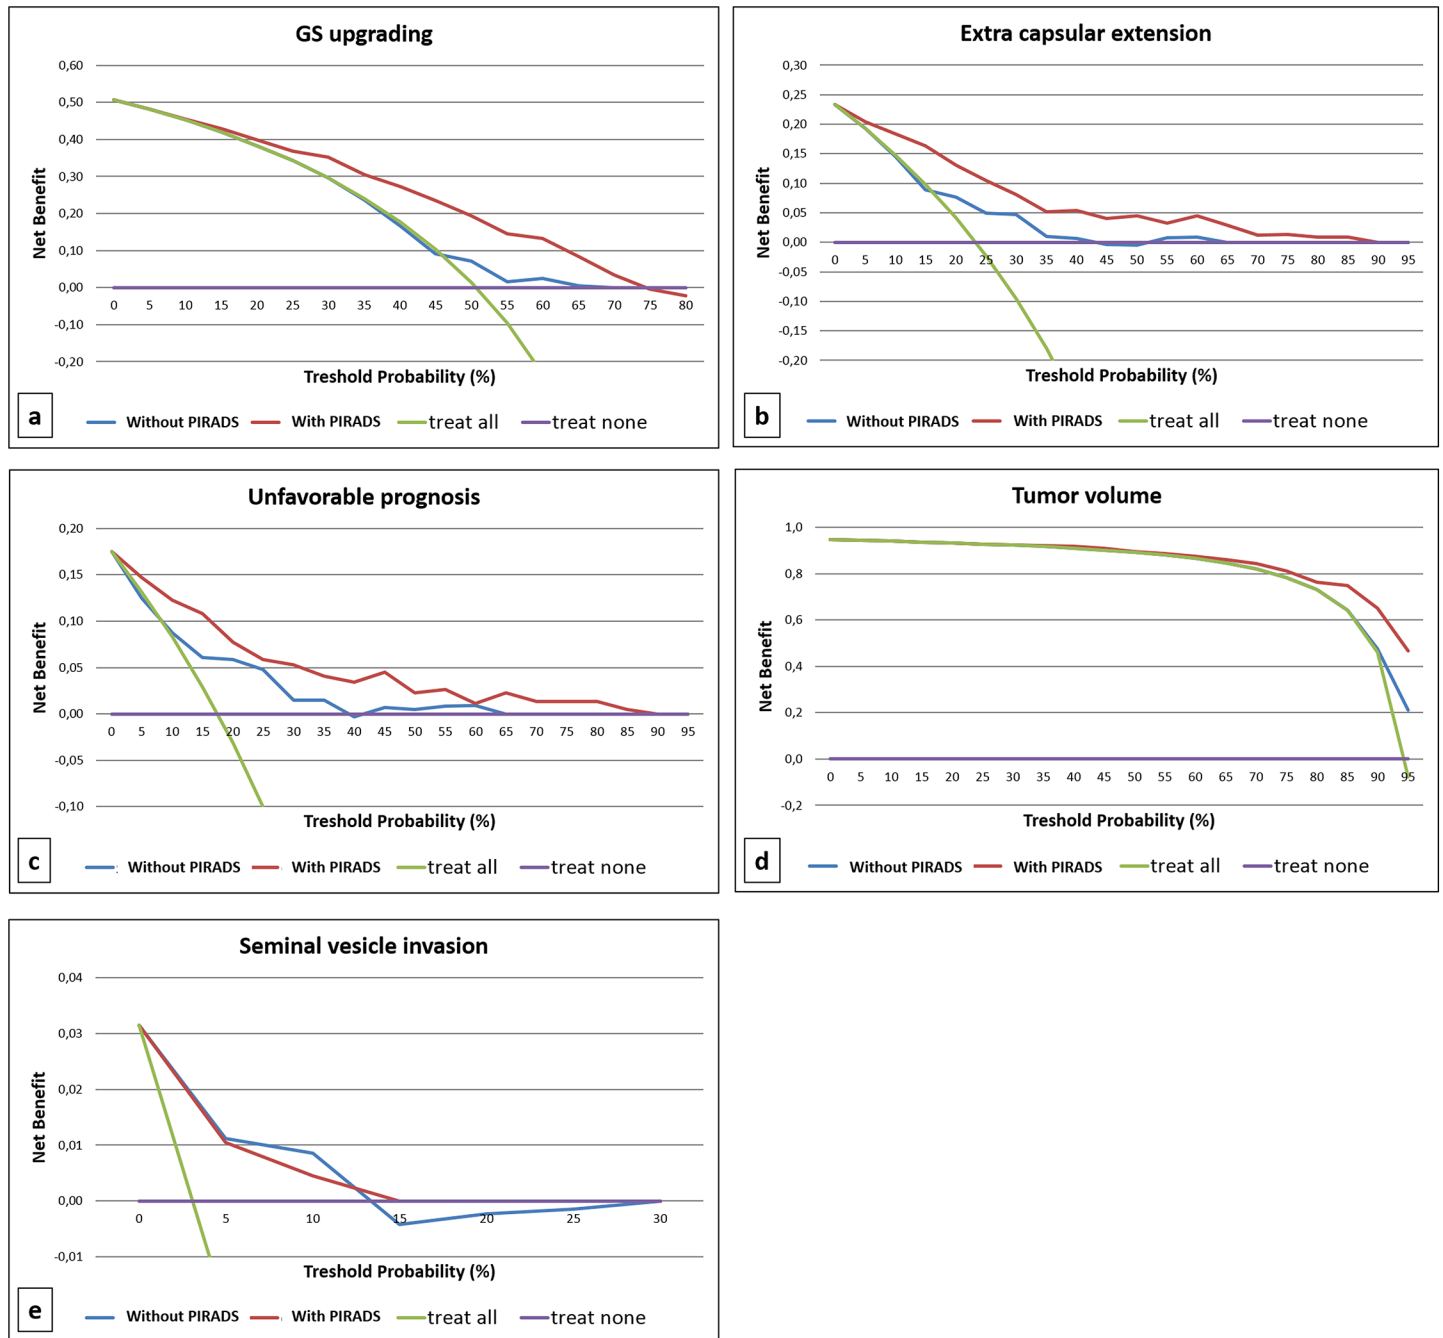 GS upgrading
0,60
0,50
0,40
0,30
0,20
0,10
0,00
-0,10
-0,20
Net Benefit
0 5 10 15 20 25 30 35 40 45 50 55 60 65 70 75 80
Treshold Probability (%)
a
Without PIRADS With PIRADS treat all treat none
Extra capsular extension
0,30
0,25
0,20
0,15
0,10
0,05
0,00
-0,05
-0,10
-0,15
-0,20
Net Benefit
0 5 10 15 20 25 30 35 40 45 50 55 60 65 70 75 80 85 90 95
Treshold Probability (%)
b
Without PIRADS With PIRADS treat all treat none
Unfavorable prognosis
0,20
0,15
0,10
0,05
0,00
-0,05
-0,10
Net Benefit
0 5 10 15 20 25 30 35 40 45 50 55 60 65 70 75 80 85 90 95
Treshold Probability (%)
c
Without PIRADS With PIRADS treat all treat none
Tumor volume
1,0
0,8
0,6
0,4
0,2
0,0
-0,2
Net Benefit
0 5 10 15 20 25 30 35 40 45 50 55 60 65 70 75 80 85 90 95
Treshold Probability (%)
d
Without PIRADS With PIRADS treat all treat none
Seminal vesicle invasion
0,04
0,03
0,02
0,01
0,00
-0,01
Net Benefit
0 5 10 15 20 25 30
Treshold Probability (%)
e
Without PIRADS With PIRADS treat all treat none